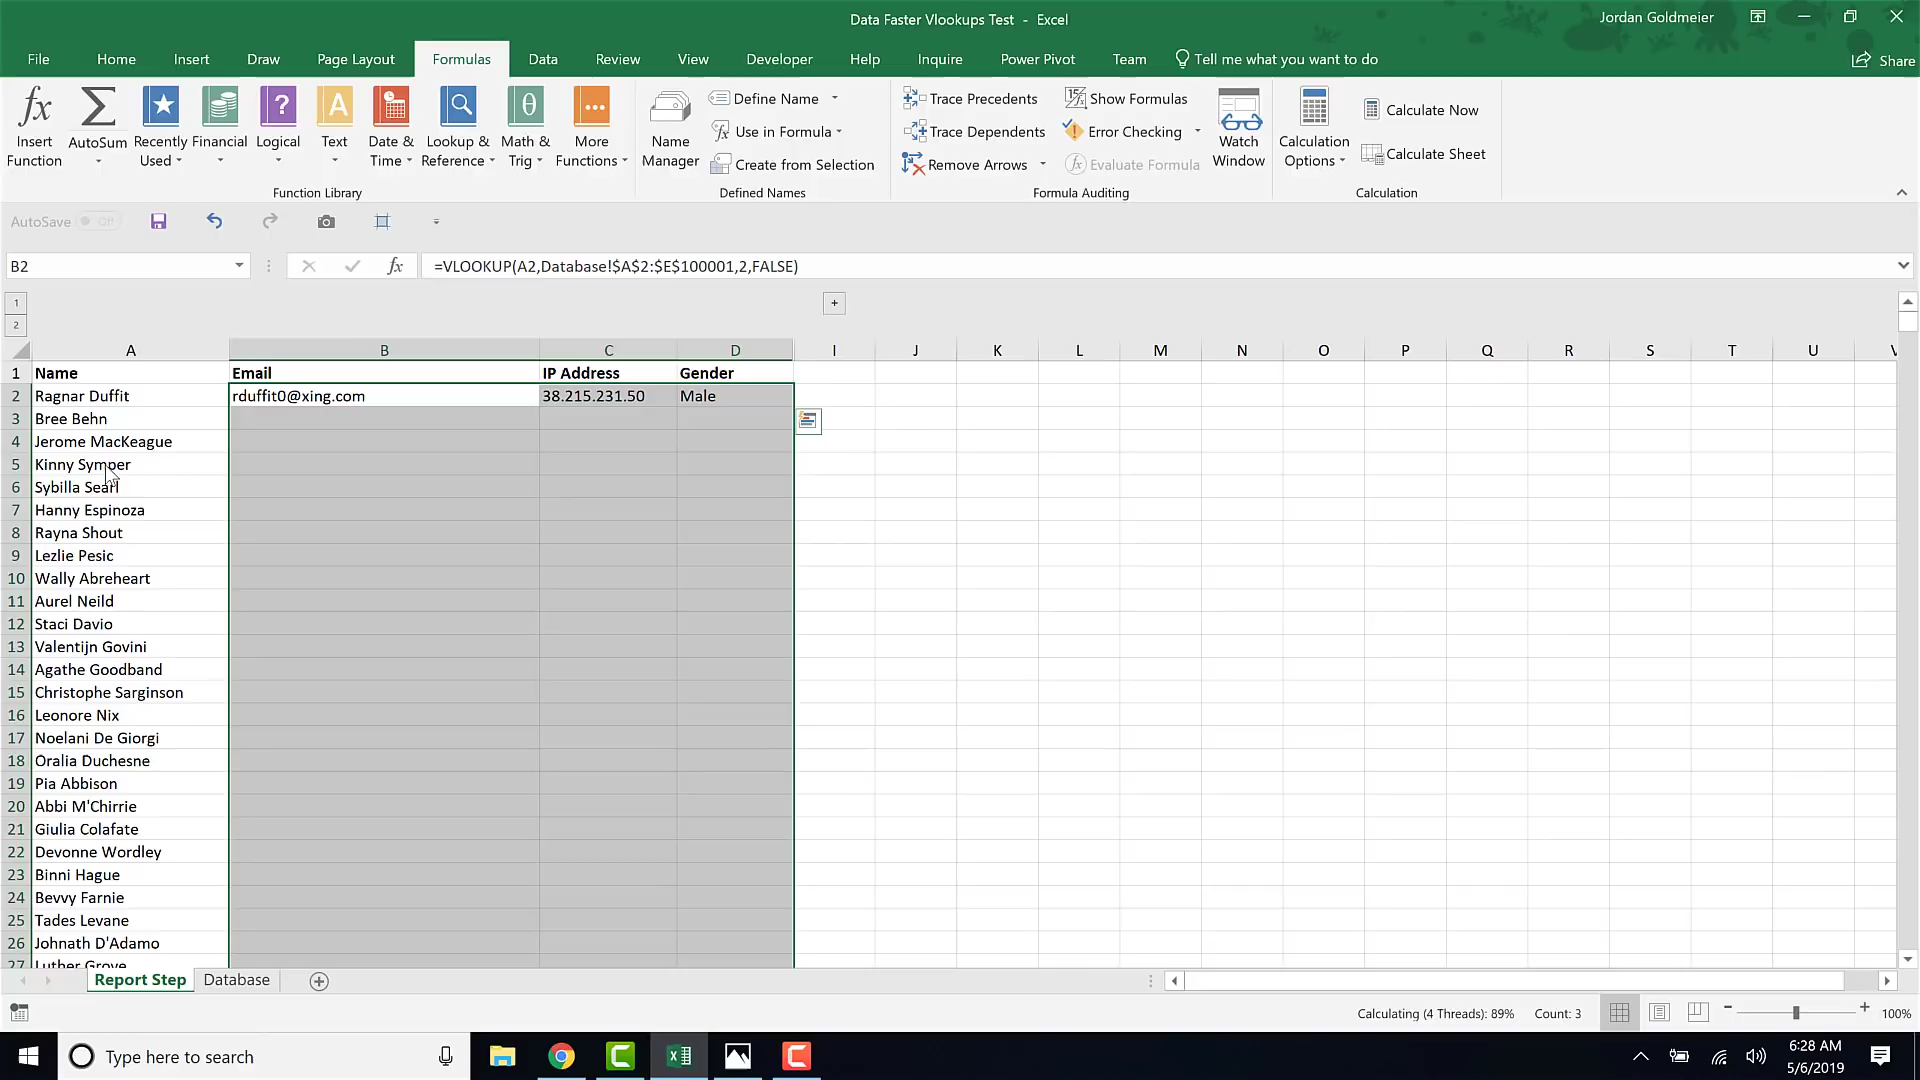 Data Faster Vlookups Test - Excel
Jordan Goldmeier
File Home Insert Draw Page Layout Formulas Data Review View Developer Help Inquire Power Pivot Team Tell me what you want to do Share
Insert Function
AutoSum
Recently Used
Financial
Logical
Text
Date & Time
Lookup & Reference
Math & Trig
More Functions
Function Library
Name Manager
Define Name
Use in Formula
Create from Selection
Defined Names
Trace Precedents
Trace Dependents
Remove Arrows
Show Formulas
Error Checking
Evaluate Formula
Formula Auditing
Watch Window
Calculation Options
Calculate Now
Calculate Sheet
Calculation
AutoSave Off
B2 fx =VLOOKUP(A2,Database!$A$2:$E$100001,2,FALSE)
1
2
+
A B C D I J K L M N O P Q R S T U V
1 Name Email IP Address Gender
2 Ragnar Duffit rduffit0@xing.com 38.215.231.50 Male
3 Bree Behn
4 Jerome MacKeague
5 Kinny Symper
6 Sybilla Searl
7 Hanny Espinoza
8 Rayna Shout
9 Lezlie Pesic
10 Wally Abreheart
11 Aurel Neild
12 Staci Davio
13 Valentijn Govini
14 Agathe Goodband
15 Christophe Sarginson
16 Leonore Nix
17 Noelani De Giorgi
18 Oralia Duchesne
19 Pia Abbison
20 Abbi M'Chirrie
21 Giulia Colafate
22 Devonne Wordley
23 Binni Hague
24 Bevvy Farnie
25 Tades Levane
26 Johnath D'Adamo
27 Luther Grove
Report Step Database
Calculating (4 Threads): 89% Count: 3 100%
Type here to search
6:28 AM
5/6/2019